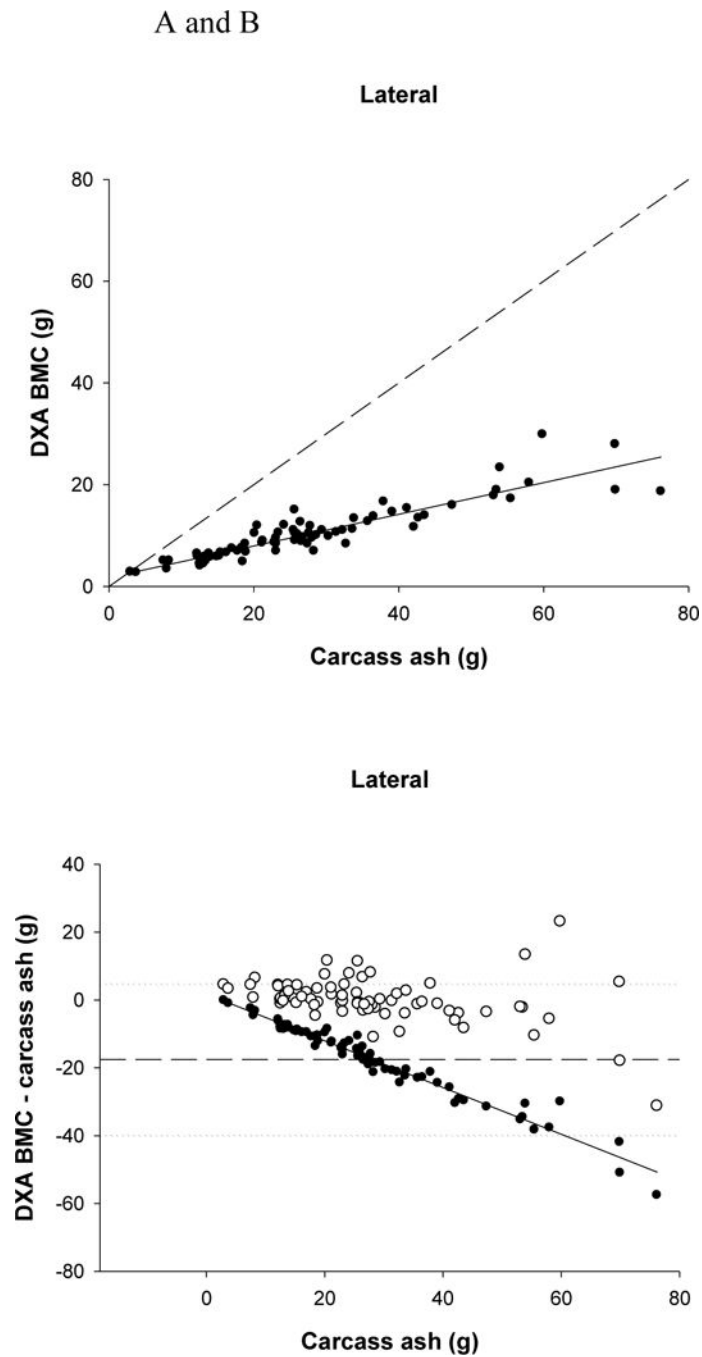 A and B
Lateral
80
60
40
20
0
DXA BMC (g)
0 20 40 60 80
Carcass ash (g)
Lateral
40
20
0
-20
-40
-60
-80
DXA BMC - carcass ash (g)
0 20 40 60 80
Carcass ash (g)